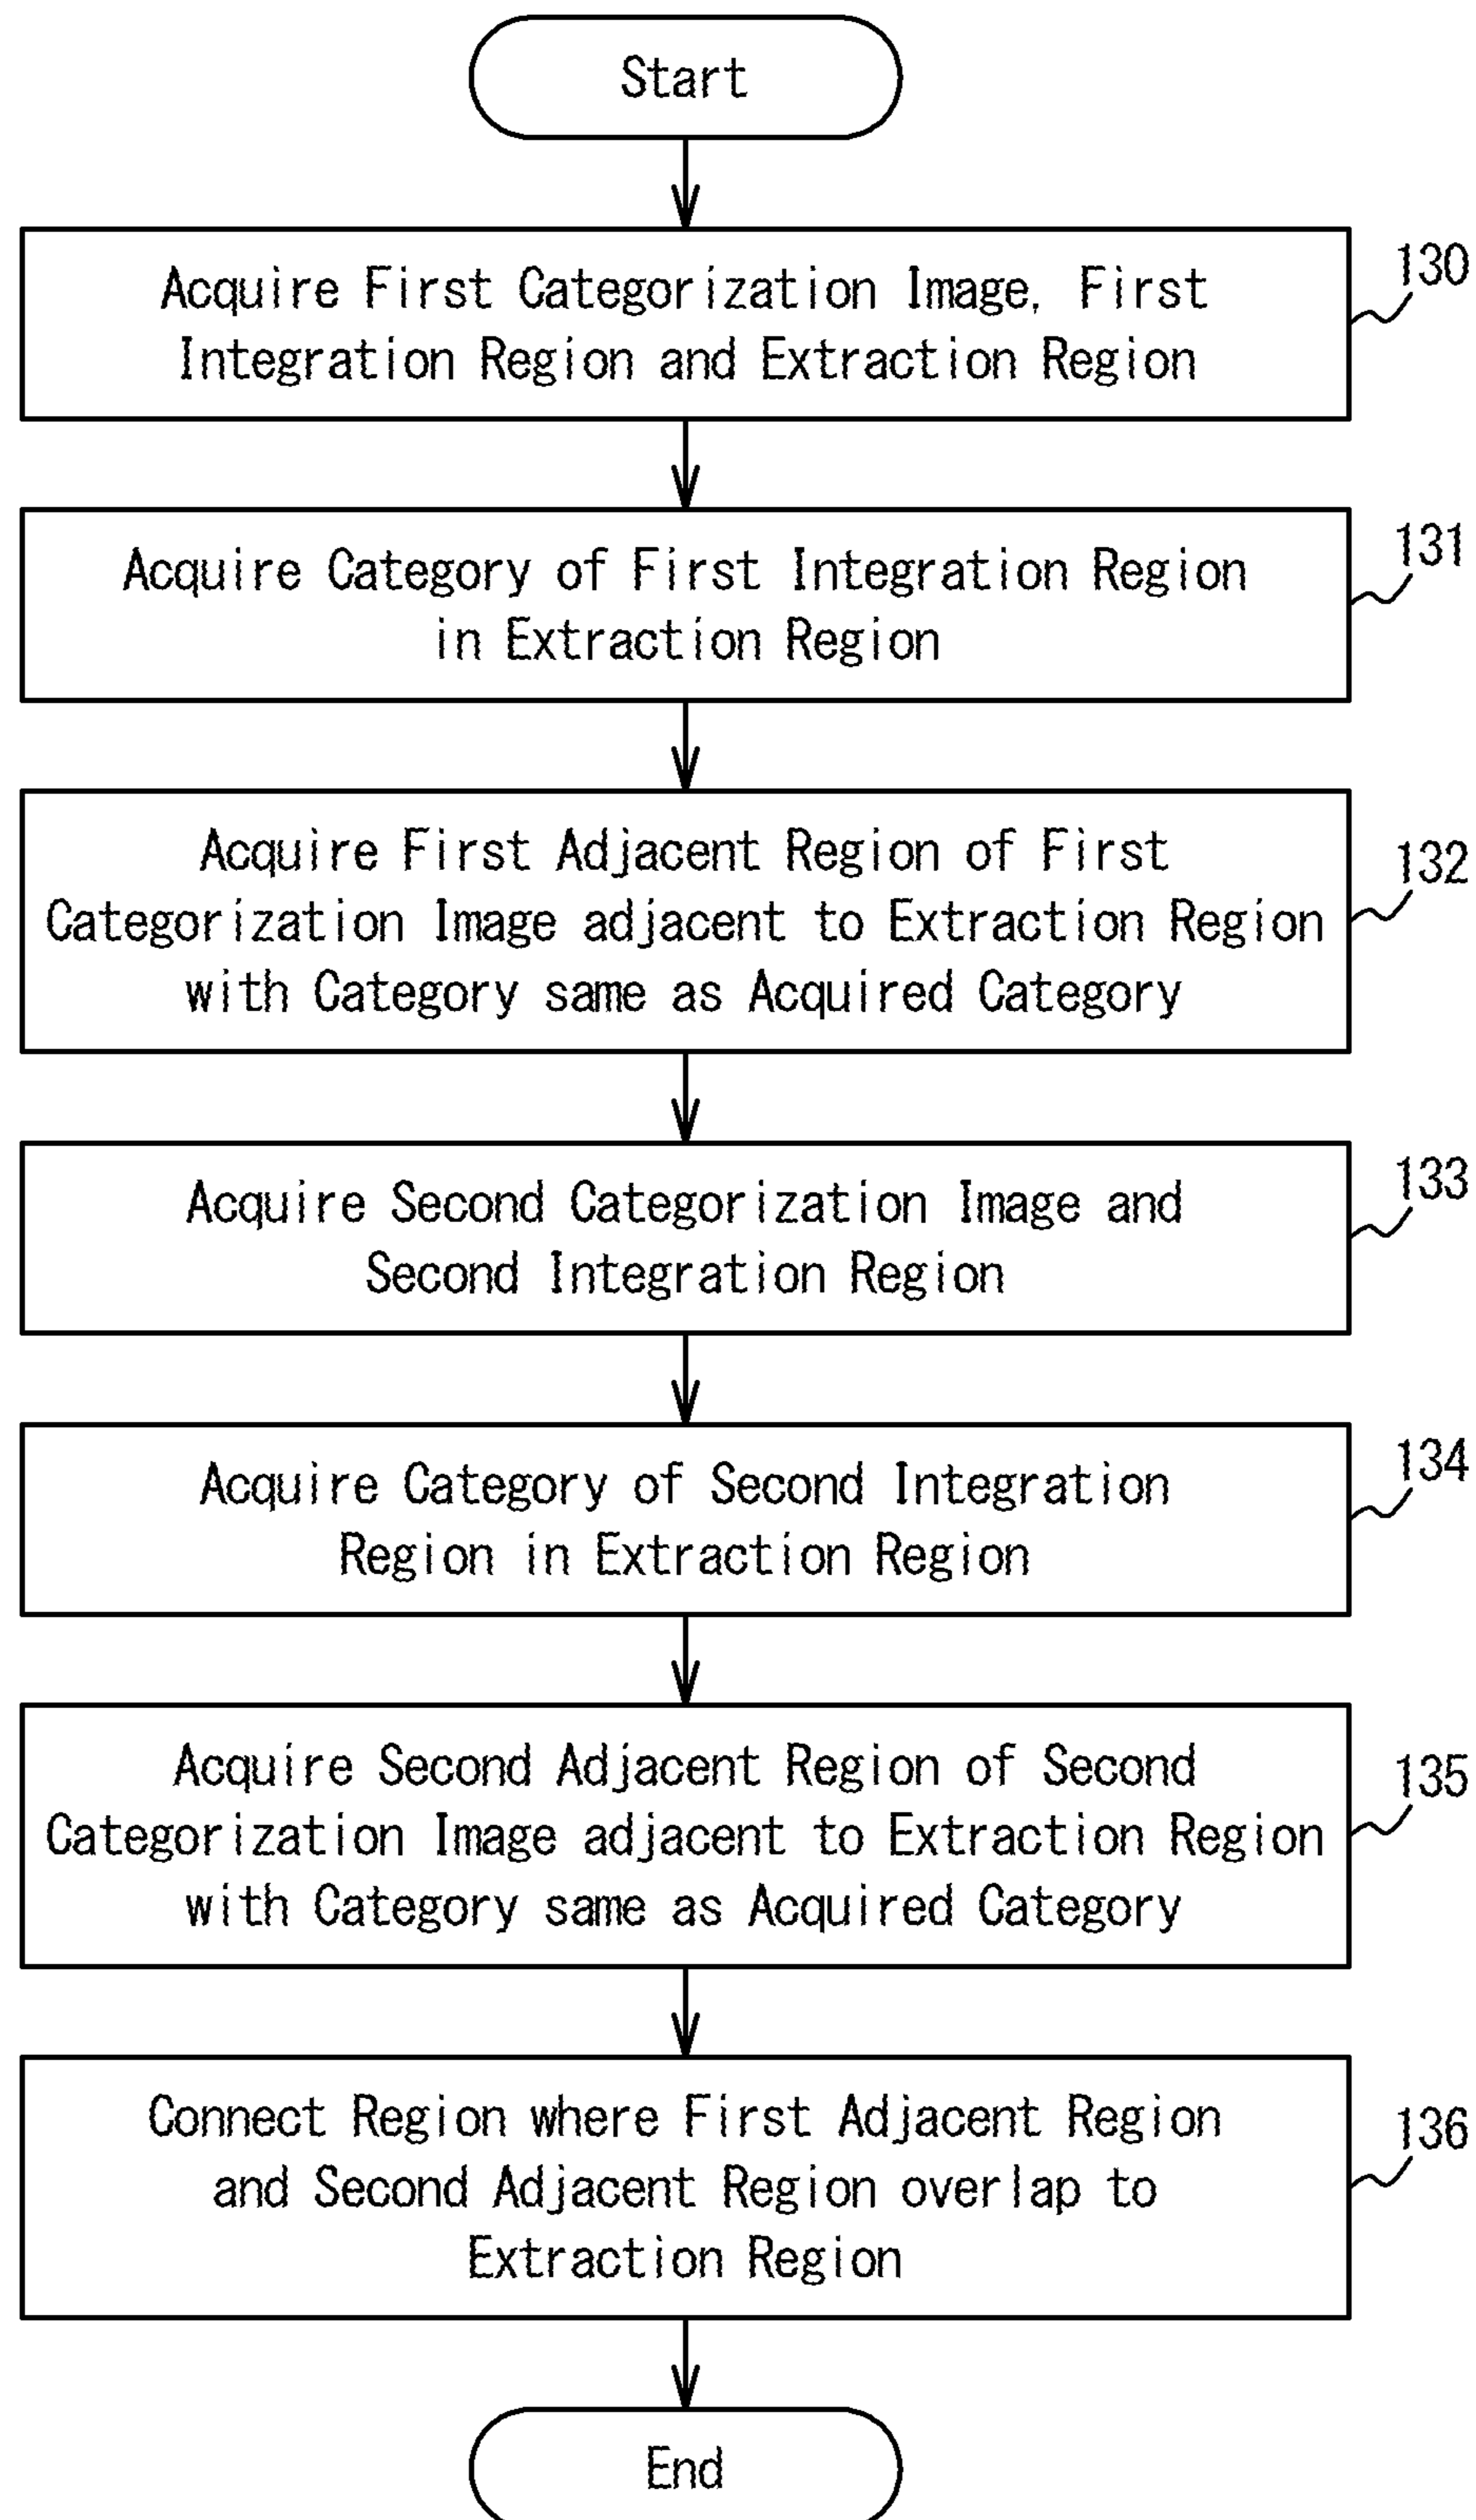 Start
130
Acquire First Categorization Image, First
Integration Region and Extraction Region
131
Acquire Category of First Integration Region
in Extraction Region
132
Acquire First Adjacent Region of First
Categorization Image adjacent to Extraction Region
with Category same as Acquired Category
133
Acquire Second Categorization Image and
Second Integration Region
134
Acquire Category of Second Integration
Region in Extraction Region
135
Acquire Second Adjacent Region of Second
Categorization Image adjacent to Extraction Region
with Category same as Acquired Category
136
Connect Region where First Adjacent Region
and Second Adjacent Region overlap to
Extraction Region
End